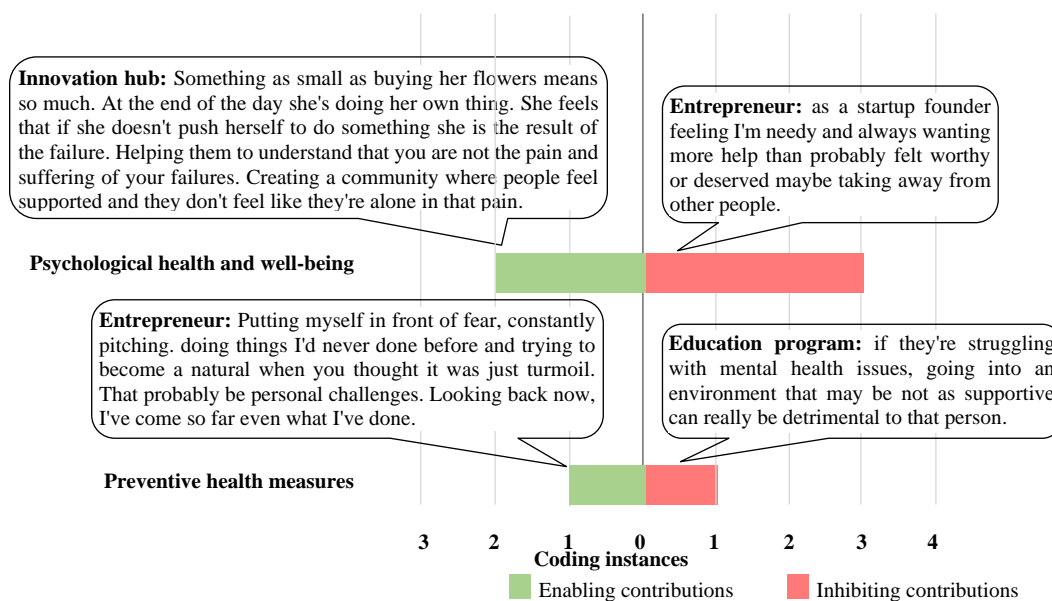 Innovation hub: Something as small as buying her flowers means
so much. At the end of the day she's doing her own thing. She feels
that if she doesn't push herself to do something she is the result of
the failure. Helping them to understand that you are not the pain and
suffering of your failures. Creating a community where people feel
supported and they don't feel like they're alone in that pain.
Entrepreneur: as a startup founder
feeling I'm needy and always wanting
more help than probably felt worthy
or deserved maybe taking away from
other people.
Psychological health and well-being
Entrepreneur: Putting myself in front of fear, constantly
pitching. doing things I'd never done before and trying to
become a natural when you thought it was just turmoil.
That probably be personal challenges. Looking back now,
I've come so far even what I've done.
Education program: if they're struggling
with mental health issues, going into an
environment that may be not as supportive
can really be detrimental to that person.
Preventive health measures
3 2 1 0 1 2 3 4
Coding instances
Enabling contributions Inhibiting contributions